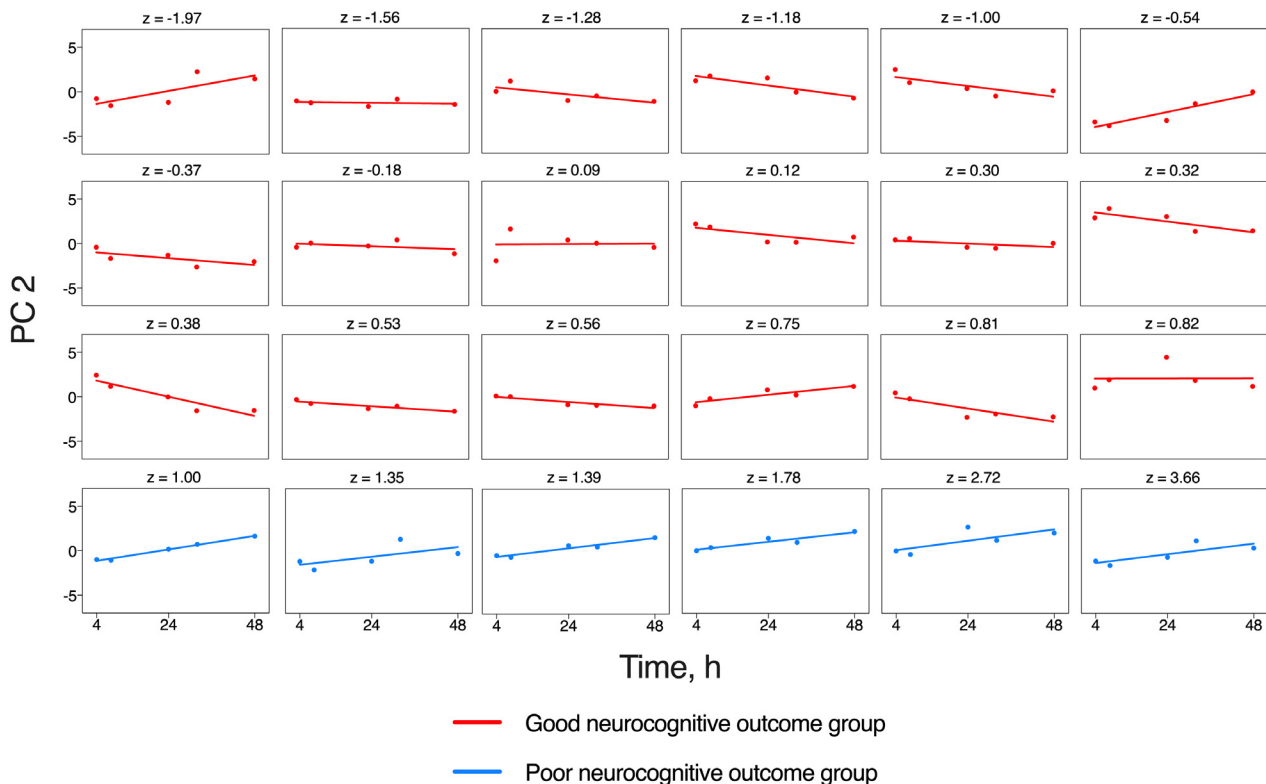 z = -1.97 z = -1.56 z = -1.28 z = -1.18 z = -1.00 z = -0.54
5
0
-5
z = -0.37 z = -0.18 z = 0.09 z = 0.12 z = 0.30 z = 0.32
5
0
-5
PC 2
z = 0.38 z = 0.53 z = 0.56 z = 0.75 z = 0.81 z = 0.82
5
0
-5
z = 1.00 z = 1.35 z = 1.39 z = 1.78 z = 2.72 z = 3.66
5
0
-5
4 24 48 4 24 48 4 24 48 4 24 48 4 24 48 4 24 48
Time, h
Good neurocognitive outcome group
Poor neurocognitive outcome group